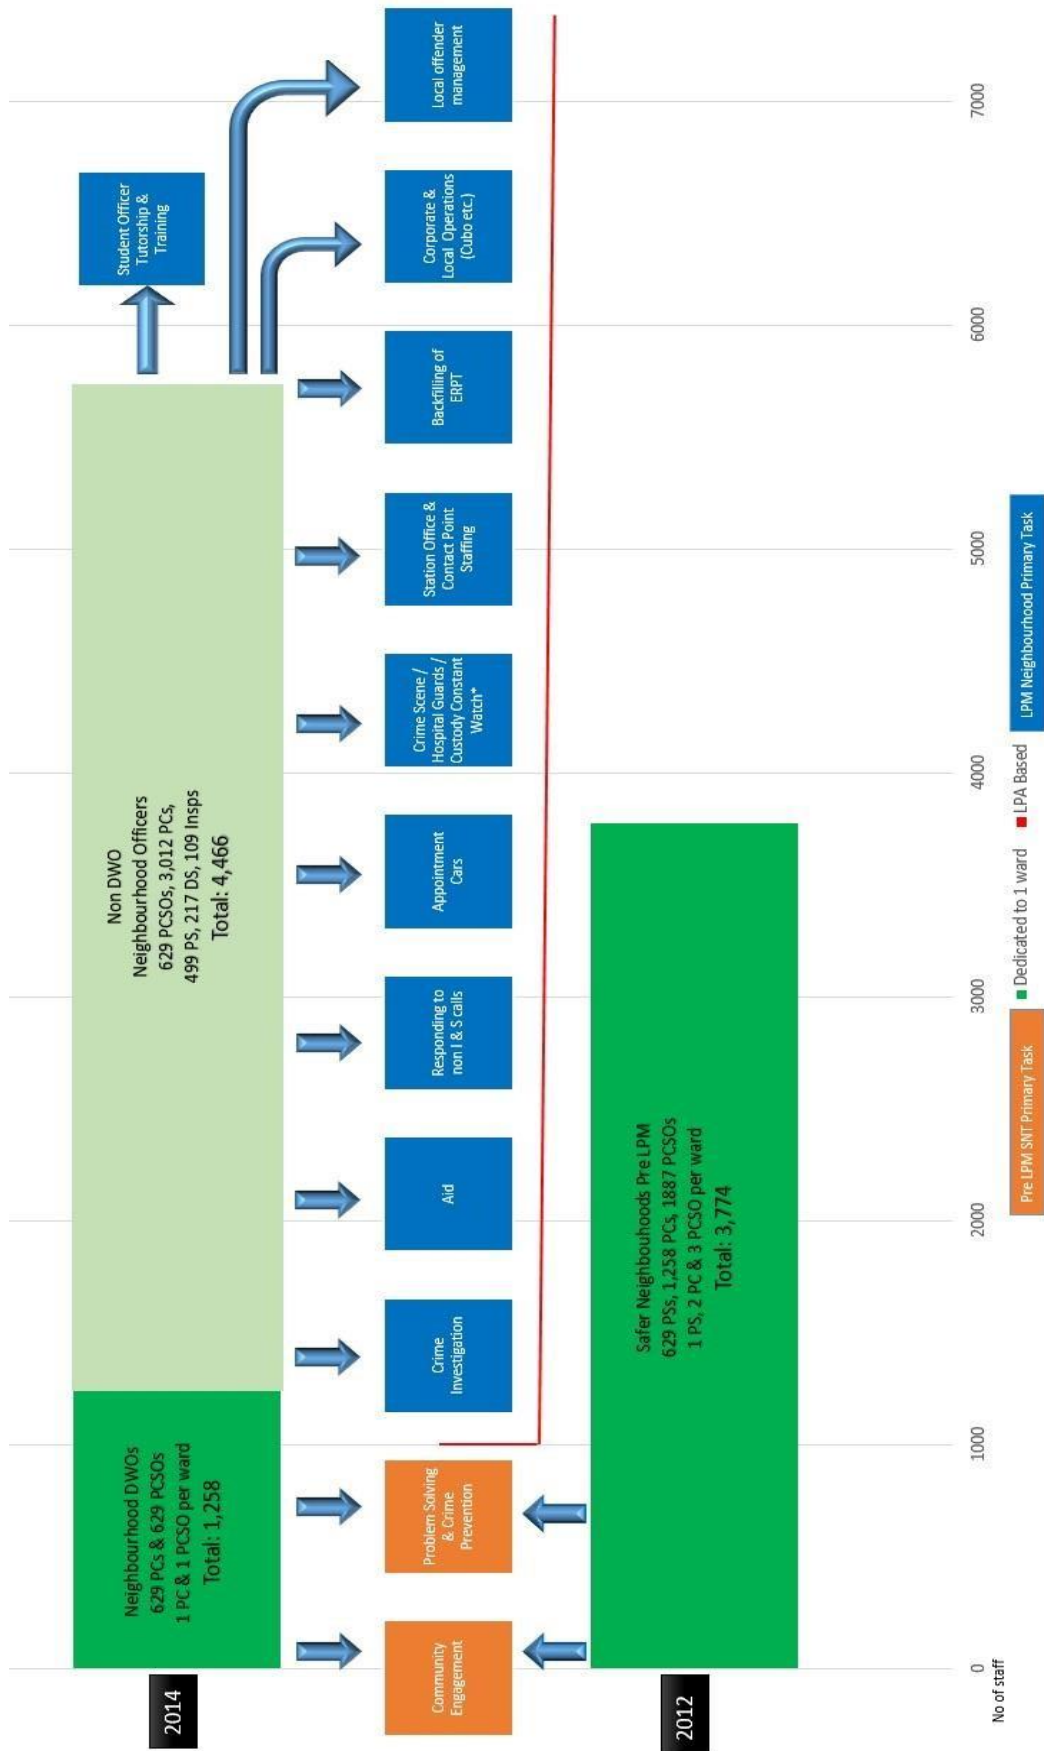 2014
Neighbourhood DWOs
629 PCs & 629 PCSOs
1 PC & 1 PCSO per ward
Total: 1,258
Non DWO
Neighbourhood Officers
629 PCSOs, 3,012 PCs,
499 PS, 217 DS, 109 Insps
Total: 4,466
Student Officer
Tutorship &
Training
Community
Engagement
Problem Solving
& Crime
Prevention
Crime
Investigation
Aid
Responding to
non I & S calls
Appointment
Cars
Crime Scene /
Hospital Guards /
Custody Constant
Watch*
Station Office &
Contact Point
Staffing
Backfilling of
ERPT
Corporate &
Local Operations
(Cubo etc.)
Local offender
management
2012
Safer Neighbouhoods Pre LPM
629 PSs, 1,258 PCs, 1887 PCSOs
1 PS, 2 PC & 3 PCSO per ward
Total: 3,774
0 1000 2000 3000 4000 5000 6000 7000
No of staff
Pre LPM SNT Primary Task
Dedicated to 1 ward
LPA Based
LPM Neighbourhood Primary Task